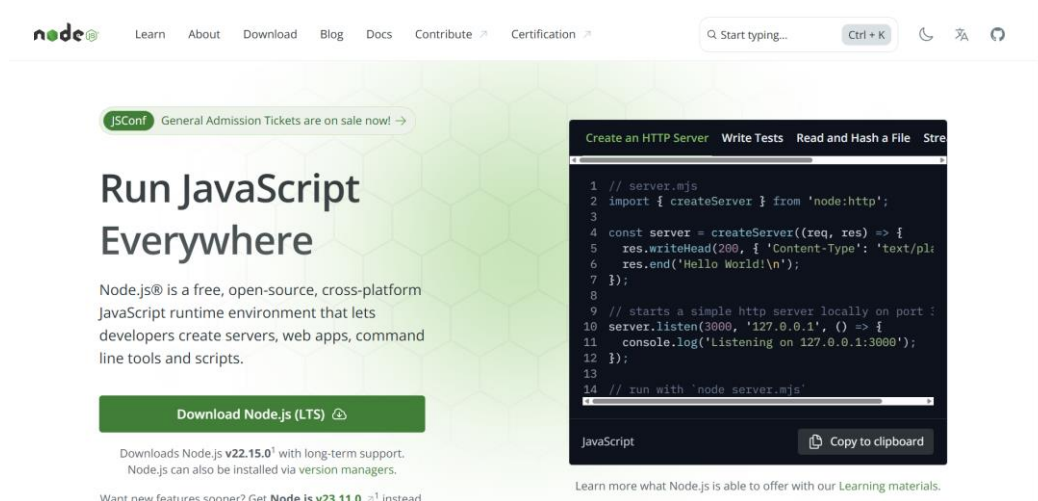 node JS
Learn About Download Blog Docs Contribute Certification
Start typing...
Ctrl + K
JSConf General Admission Tickets are on sale now! →
Run JavaScript
Everywhere
Node.js® is a free, open-source, cross-platform
JavaScript runtime environment that lets
developers create servers, web apps, command
line tools and scripts.
Download Node.js (LTS)
Downloads Node.js v22.15.0¹ with long-term support.
Node.js can also be installed via version managers.
Want new features sooner? Get Node.js v23.11.0 ¹ instead
Create an HTTP Server Write Tests Read and Hash a File
1 // server.mjs
2 import { createServer } from 'node:http';
3
4 const server = createServer((req, res) => {
5 res.writeHead(200, { 'Content-Type': 'text/pla
6 res.end('Hello World!\n');
7 });
8
9 // starts a simple http server locally on port
10 server.listen(3000, '127.0.0.1', () => {
11 console.log('Listening on 127.0.0.1:3000');
12 });
13
14 // run with `node server.mjs`
JavaScript
Copy to clipboard
Learn more what Node.js is able to offer with our Learning materials.